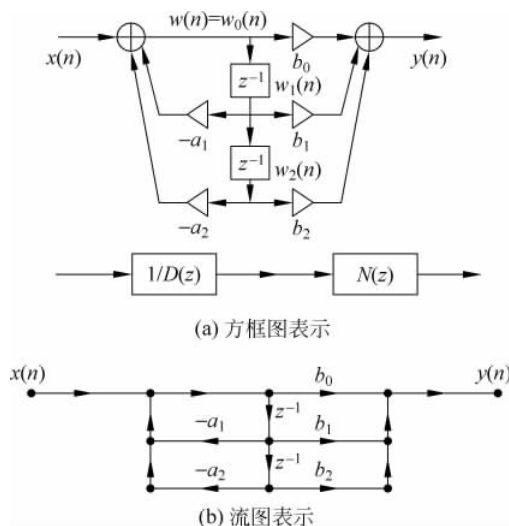 w(n)=w₀(n)
x(n)
b₀
y(n)
z⁻¹
w₁(n)
−a₁
b₁
z⁻¹
w₂(n)
−a₂
b₂
1/D(z)
N(z)
(a) 方框图表示
x(n)
b₀
y(n)
z⁻¹
−a₁
b₁
z⁻¹
−a₂
b₂
(b) 流图表示